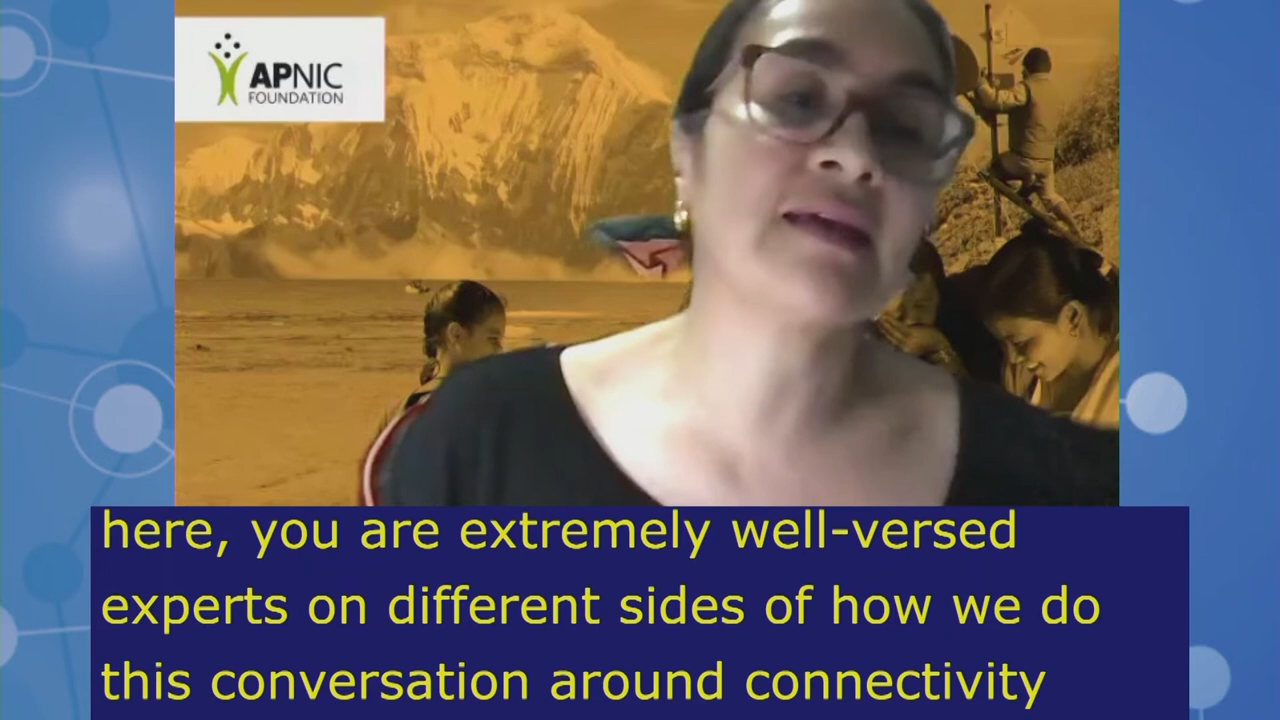 APNIC
FOUNDATION
here, you are extremely well-versed
experts on different sides of how we do
this conversation around connectivity